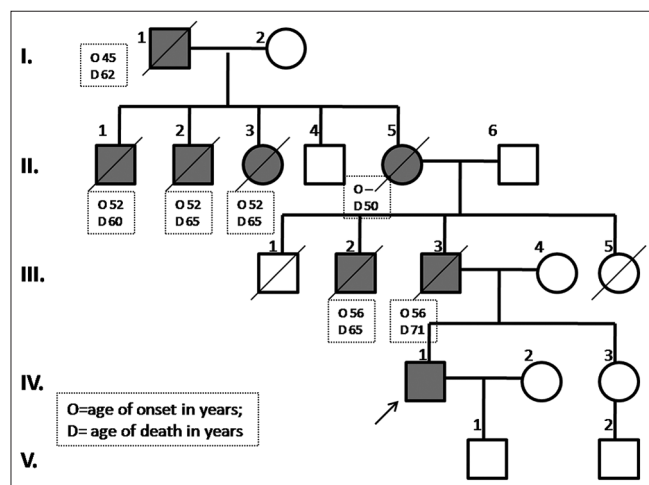 I.
1
2
O 45
D 62
II.
1
2
3
4
5
6
O 52
D 60
O 52
D 65
O 52
D 65
O –
D 50
III.
1
2
3
4
5
O 56
D 65
O 56
D 71
IV.
1
2
3
O=age of onset in years;
D= age of death in years
V.
1
2